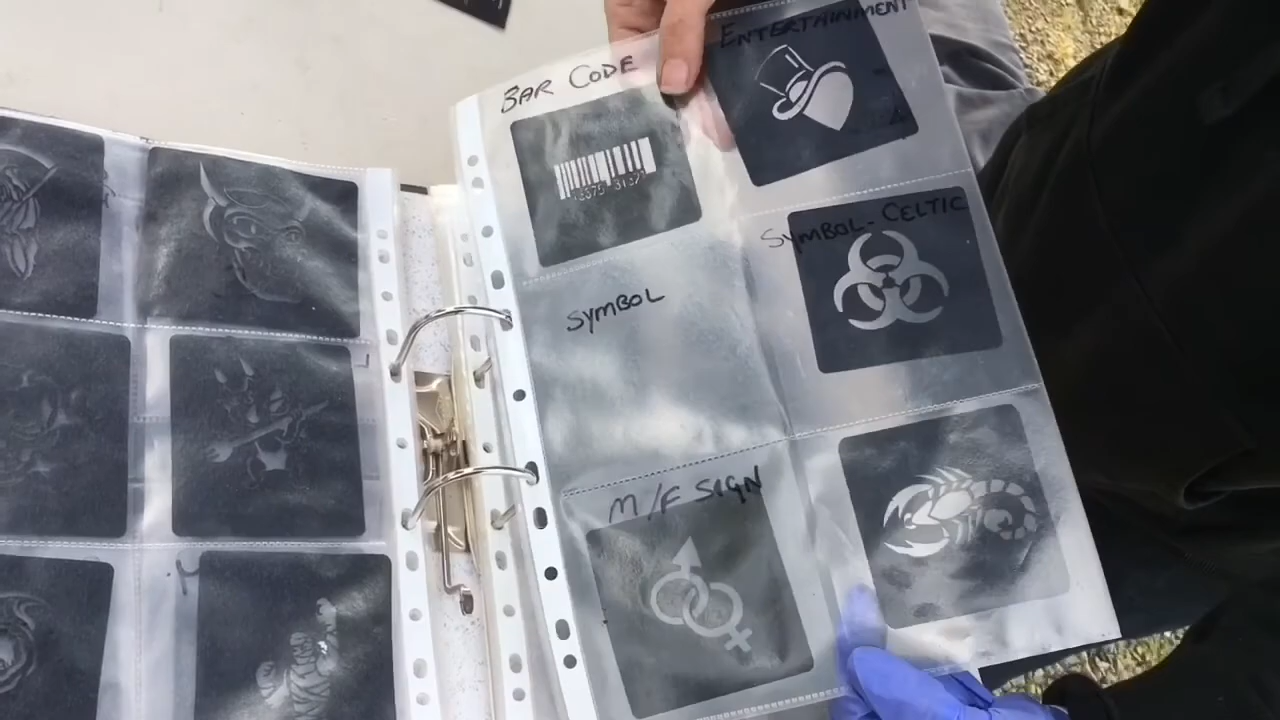 BAR CODE
ENTERTAINMENT
SYMBOL
SYMBOL-CELTIC
M/F SIGN